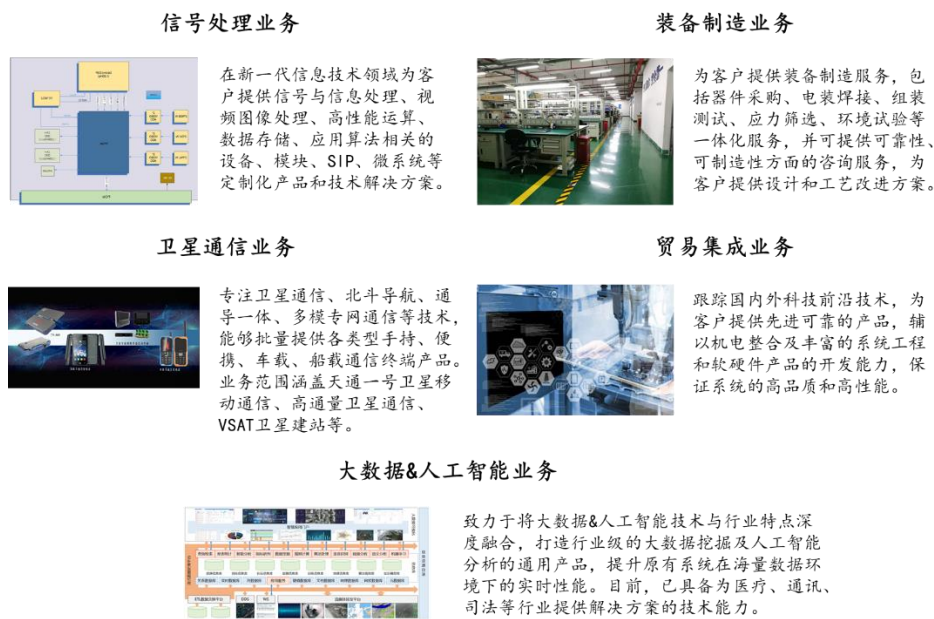 信号处理业务
在新一代信息技术领域为客
户提供信号与信息处理、视
频图像处理、高性能运算、
数据存储、应用算法相关的
设备、模块、SIP、微系统等
定制化产品和技术解决方案。
装备制造业务
为客户提供装备制造服务，包
括器件采购、电装焊接、组装
测试、应力筛选、环境试验等
一体化服务，并可提供可靠性、
可制造性方面的咨询服务，为
客户提供设计和工艺改进方案。
卫星通信业务
专注卫星通信、北斗导航、通
导一体、多模专网通信等技术，
能够批量提供各类型手持、便
携、车载、船载通信终端产品。
业务范围涵盖天通一号卫星移
动通信、高通量卫星通信、
VSAT卫星建站等。
贸易集成业务
跟踪国内外科技前沿技术，为
客户提供先进可靠的产品，辅
以机电整合及丰富的系统工程
和软硬件产品的开发能力，保
证系统的高品质和高性能。
大数据&人工智能业务
致力于将大数据&人工智能技术与行业特点深
度融合，打造行业级的大数据挖掘及人工智能
分析的通用产品，提升原有系统在海量数据环
境下的实时性能。目前，已具备为医疗、通讯、
司法等行业提供解决方案的技术能力。